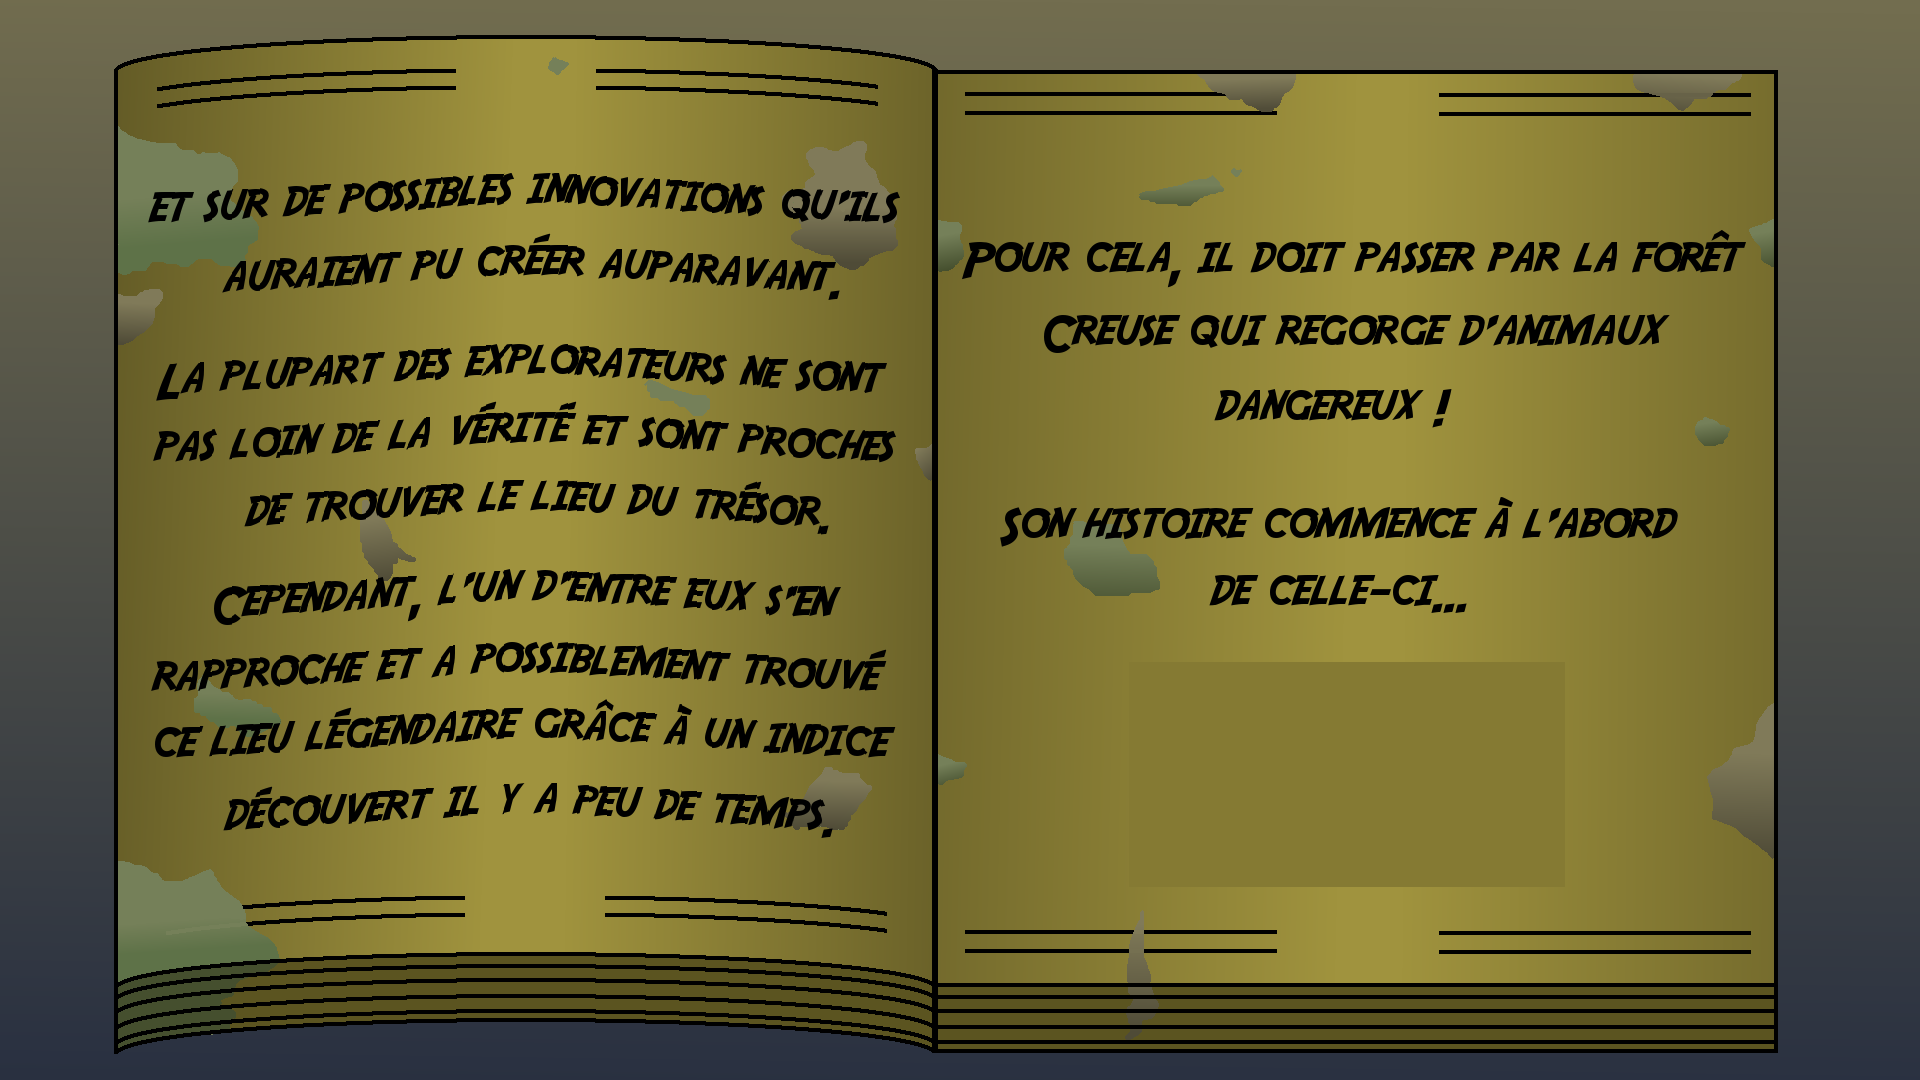 Et sur de possibles innovations qu'ils
auraient pu créer auparavant.
La plupart des explorateurs ne sont
pas loin de la vérité et sont proches
de trouver le lieu du trésor.
Cependant, l'un d'entre eux s'en
rapproche et a possiblement trouvé
ce lieu légendaire grâce à un indice
découvert il y a peu de temps.
Pour cela, il doit passer par la forêt
Creuse qui regorge d'animaux
dangereux !
Son histoire commence à l'abord
de celle-ci...